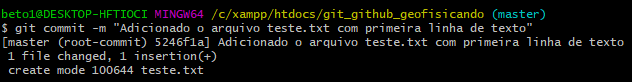 beto1@DESKTOP-HFTIOCI MINGW64 /c/xampp/htdocs/git_github_geofisicando (master)
$ git commit -m "Adicionado o arquivo teste.txt com primeira linha de texto"
[master (root-commit) 5246f1a] Adicionado o arquivo teste.txt com primeira linha de texto
 1 file changed, 1 insertion(+)
 create mode 100644 teste.txt